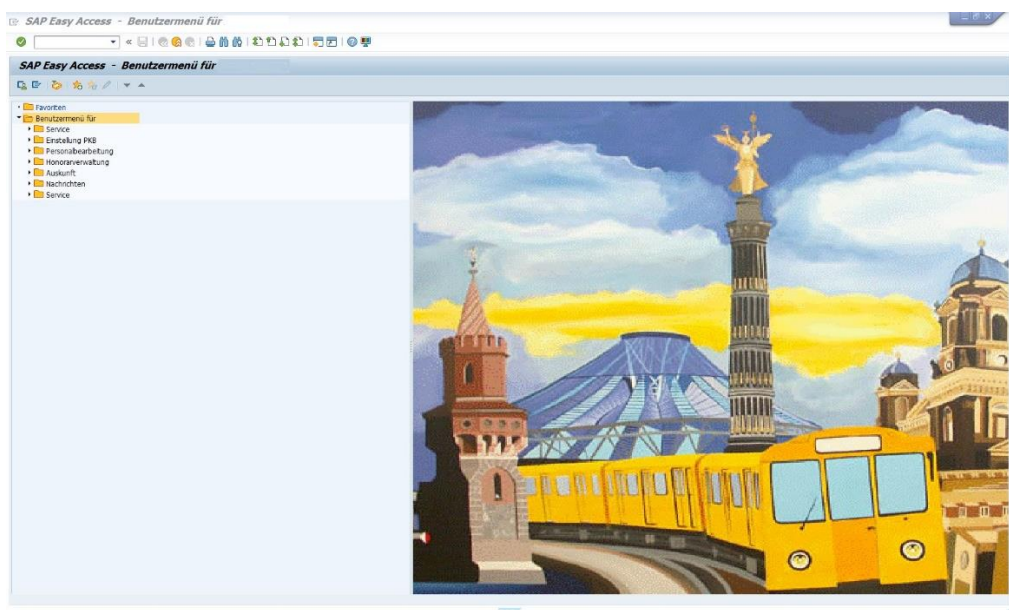 SAP Easy Access - Benutzermenü für
SAP Easy Access - Benutzermenü für
Favoriten
Benutzermenü für
Service
Einstelung PKB
Personalbearbeitung
Honorarverwaltung
Auskunft
Nachrichten
Service